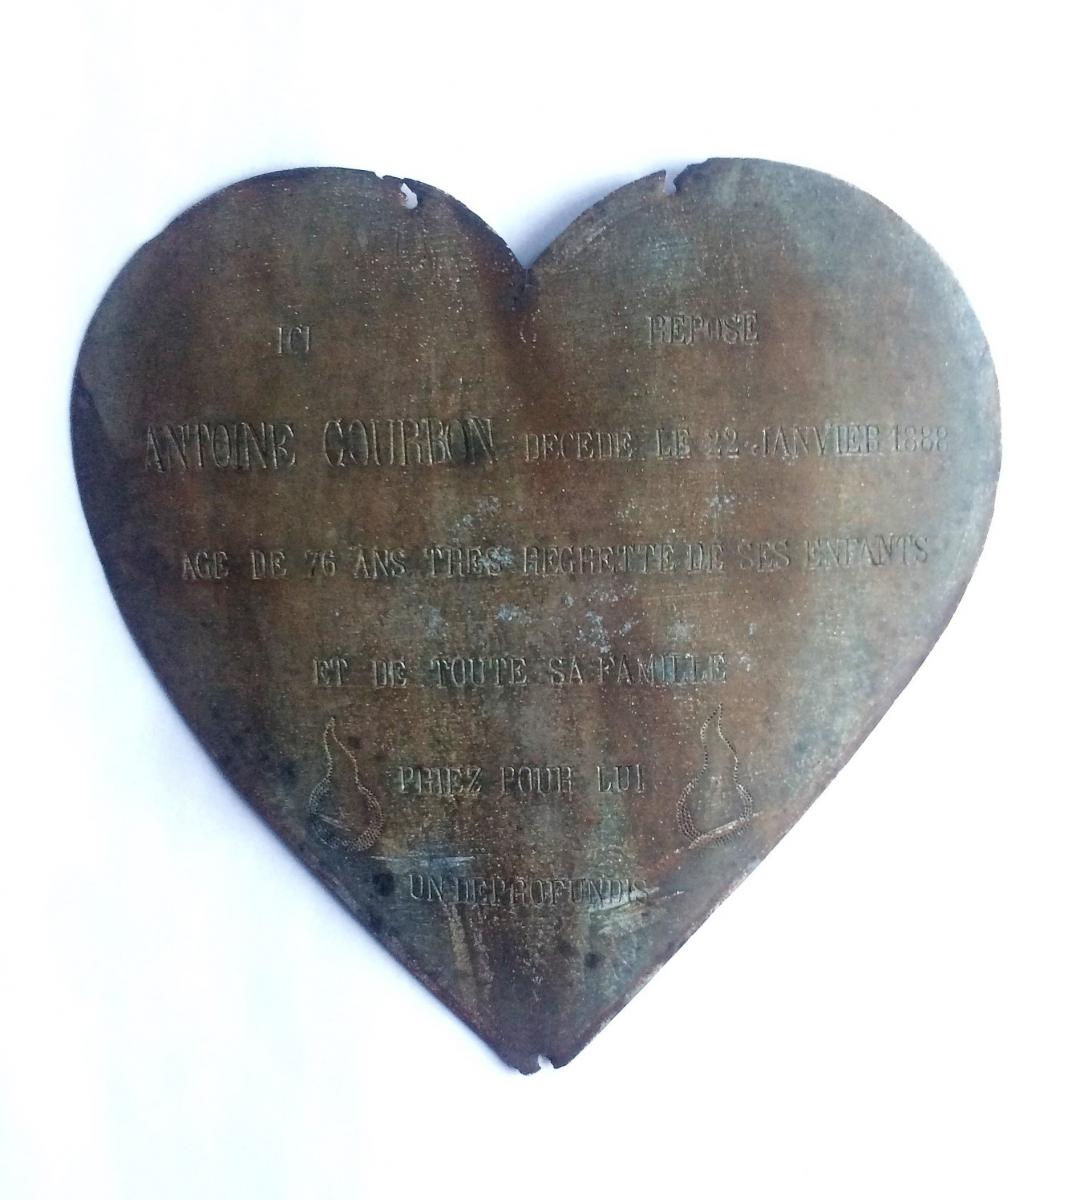 ICI REPOSE
ANTOINE COURBON DECEDE LE 22 JANVIER 1888
AGE DE 76 ANS TRES REGRETTE DE SES ENFANTS
ET DE TOUTE SA FAMILLE
PRIEZ POUR LUI
UN DEPROFUNDIS